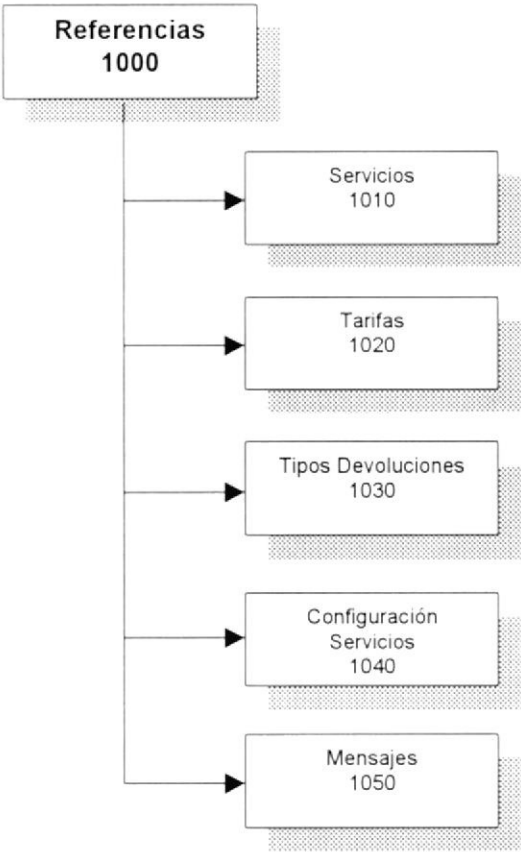 Referencias
1000
Servicios
1010
Tarifas
1020
Tipos Devoluciones
1030
Configuración
Servicios
1040
Mensajes
1050